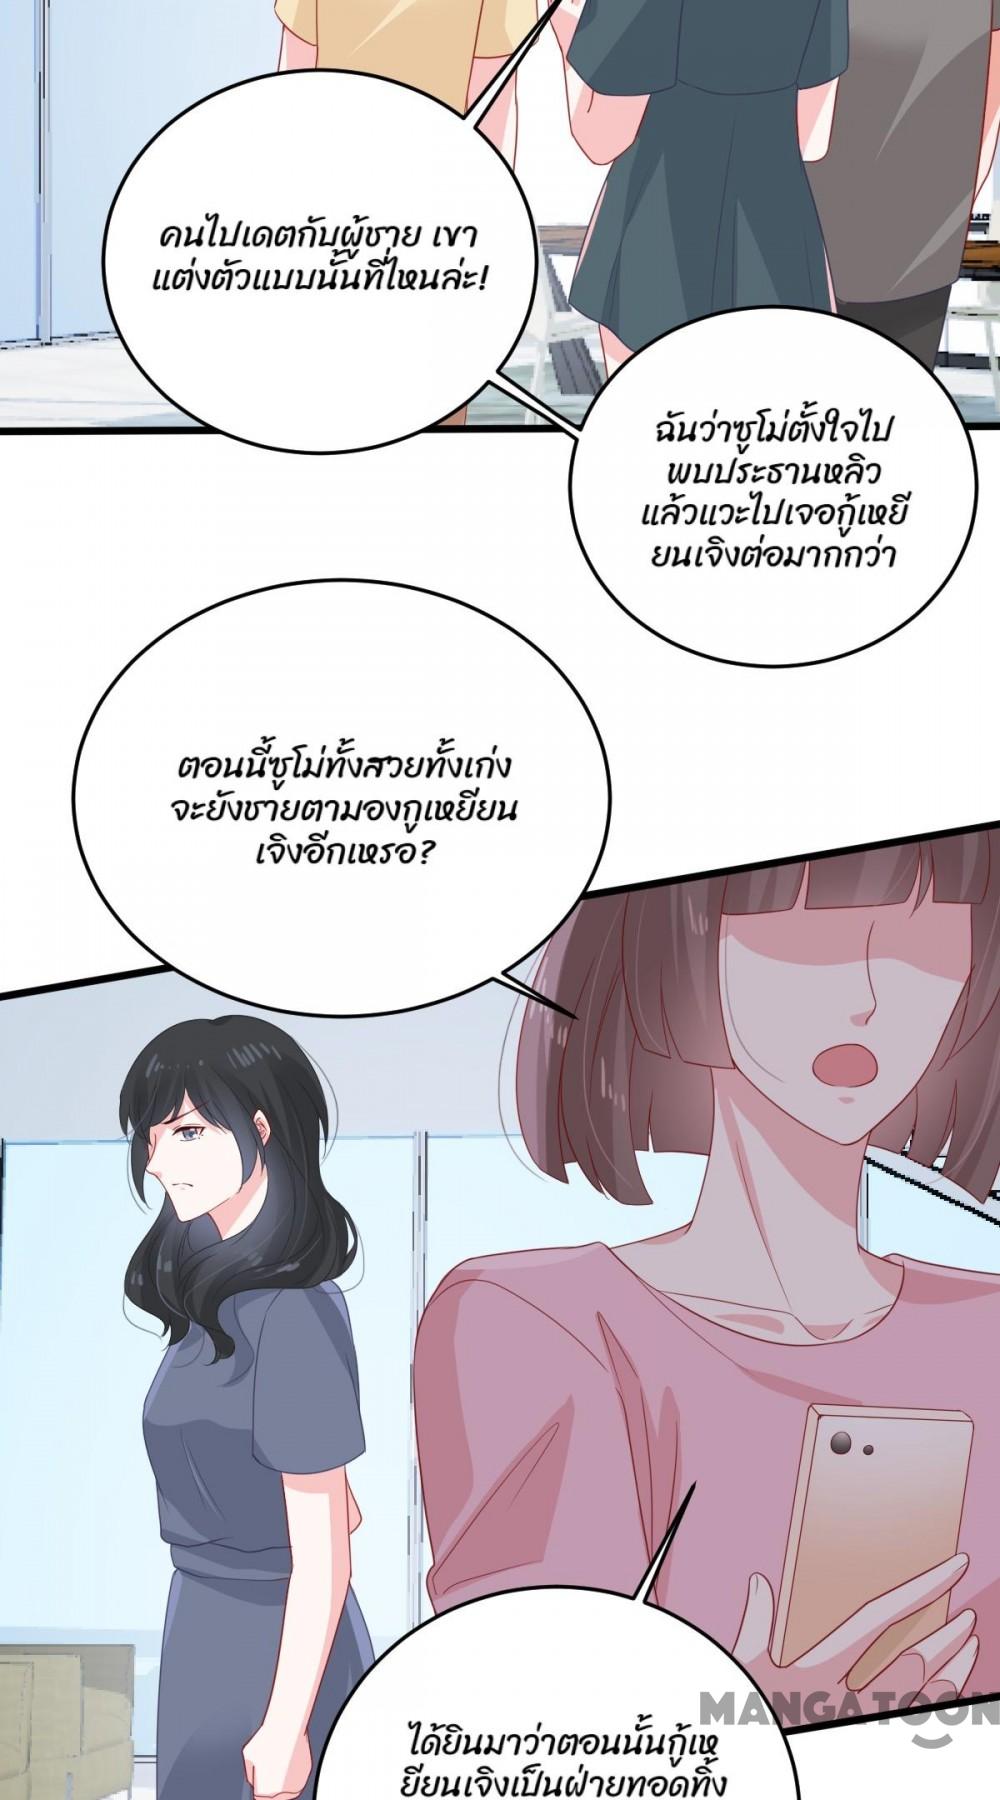 คนไปเดตกับผู้ชาย เขา
แต่งตัวแบบนั้นที่ไหนล่ะ!
ฉันว่าซูโม่ตั้งใจไป
พบประธานหลิว
แล้วแวะไปเจอกู้เหยี
ยนเจิงต่อมากกว่า
ตอนนี้ซูโม่ทั้งสวยทั้งเก่ง
จะยังชายตามองกูเหยียน
เจิงอีกเหรอ?
MANGATOON
ได้ยินมาว่าตอนนั้นกู้เห
ยียนเจิงเป็นฝ่ายทอดทิ้ง